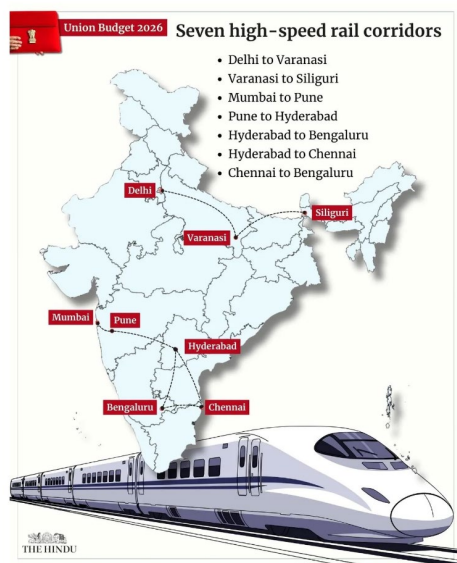 Union Budget 2026
Seven high-speed rail corridors
• Delhi to Varanasi
• Varanasi to Siliguri
• Mumbai to Pune
• Pune to Hyderabad
• Hyderabad to Bengaluru
• Hyderabad to Chennai
• Chennai to Bengaluru
Delhi
Siliguri
Varanasi
Mumbai
Pune
Hyderabad
Bengaluru
Chennai
THE HINDU